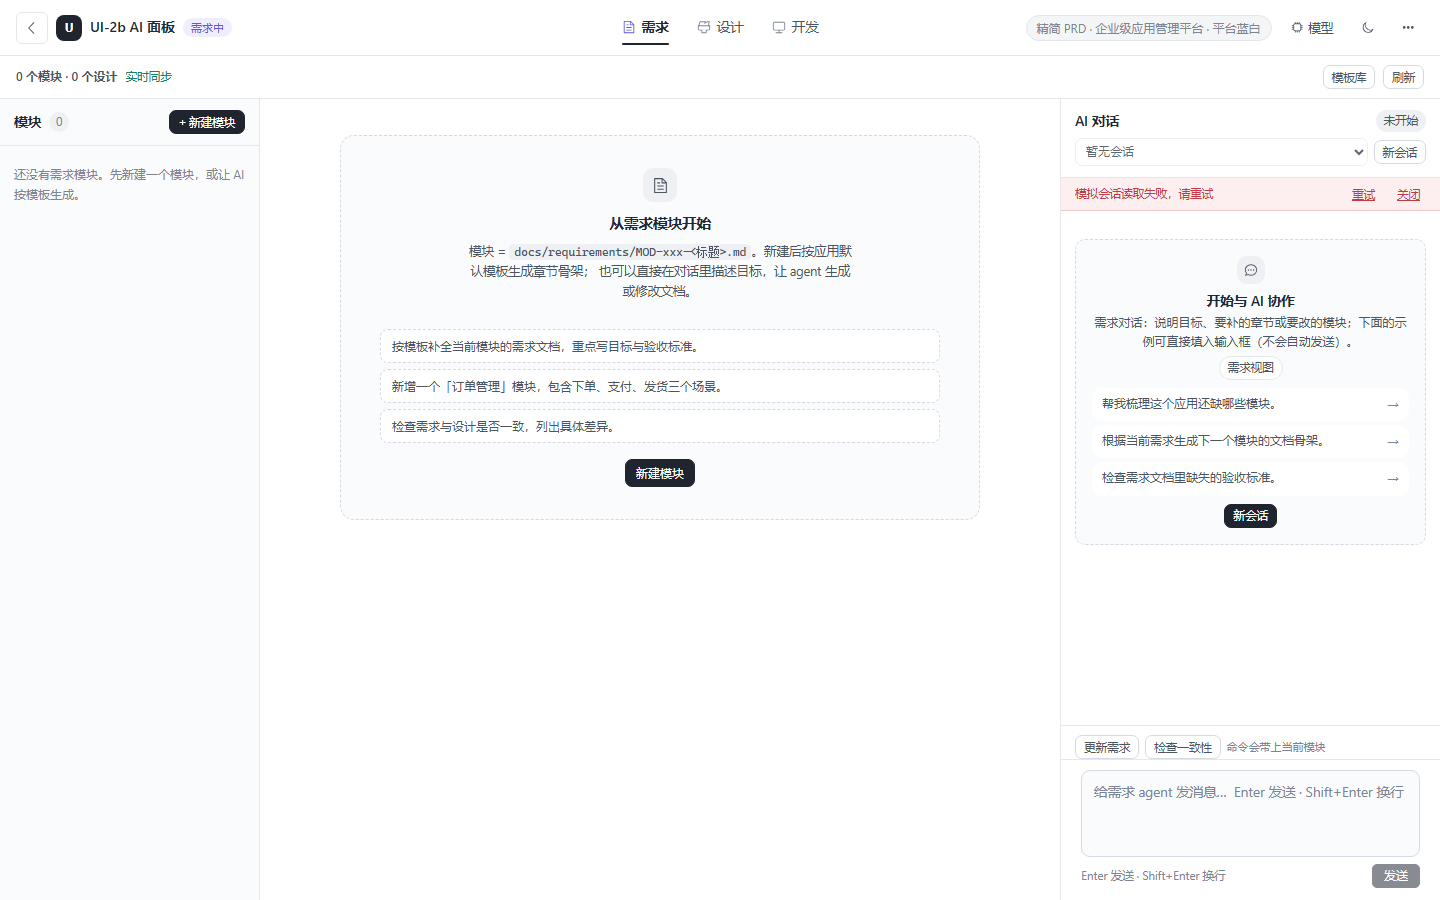 U UI-2b AI 面板 需求中
需求 设计 开发
精简 PRD · 企业级应用管理平台 · 平台蓝白
模型
0 个模块 · 0 个设计 实时同步
模板库 刷新
模块 0
+ 新建模块
还没有需求模块。先新建一个模块，或让 AI
按模板生成。
从需求模块开始
模块 = docs/requirements/MOD-xxx-<标题>.md 。新建后按应用默
认模板生成章节骨架； 也可以直接在对话里描述目标，让 agent 生成
或修改文档。
按模板补全当前模块的需求文档，重点写目标与验收标准。
新增一个「订单管理」模块，包含下单、支付、发货三个场景。
检查需求与设计是否一致，列出具体差异。
新建模块
AI 对话 未开始
暂无会话 新会话
模拟会话读取失败，请重试 重试 关闭
开始与 AI 协作
需求对话：说明目标、要补的章节或要改的模块；下面的示
例可直接填入输入框（不会自动发送）。
需求视图
帮我梳理这个应用还缺哪些模块。 →
根据当前需求生成下一个模块的文档骨架。 →
检查需求文档里缺失的验收标准。 →
新会话
更新需求 检查一致性 命令会带上当前模块
给需求 agent 发消息... Enter 发送 · Shift+Enter 换行
Enter 发送 · Shift+Enter 换行
发送